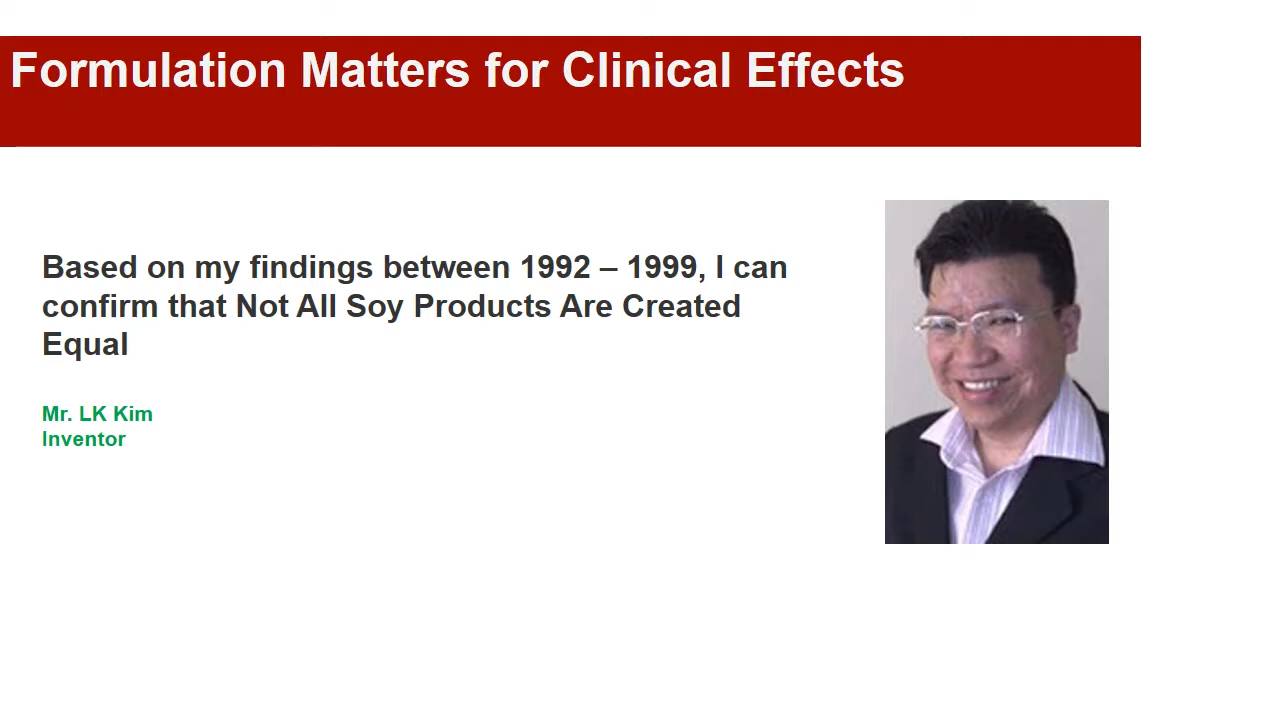 Formulation Matters for Clinical Effects
Based on my findings between 1992 – 1999, I can
confirm that Not All Soy Products Are Created
Equal
Mr. LK Kim
Inventor